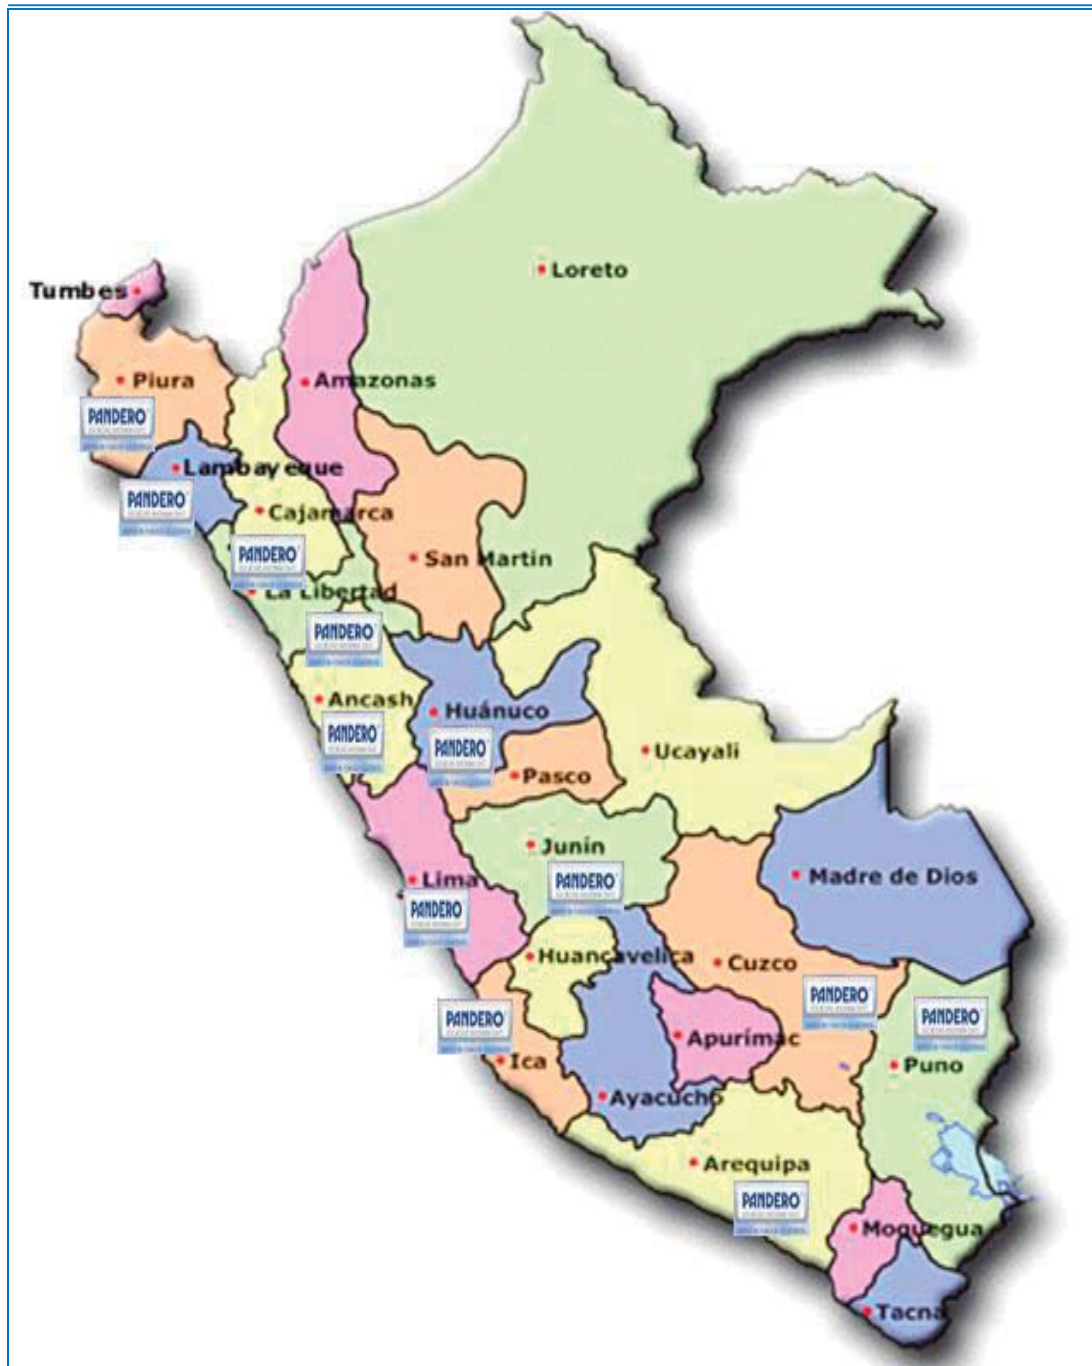 Loreto
Tumbes
Piura
Amazonas
PANDERO
Lambayeque
PANDERO
Cajamarca
PANDERO
San Martin
La Libertad
PANDERO
Ancash
Huánuco
PANDERO
PANDERO
Ucayali
Pasco
Junín
PANDERO
Lima
Madre de Dios
PANDERO
Huancavelica
Cuzco
PANDERO
PANDERO
PANDERO
Apurímac
Ica
Puno
Ayacucho
Arequipa
PANDERO
Moquegua
Tacna